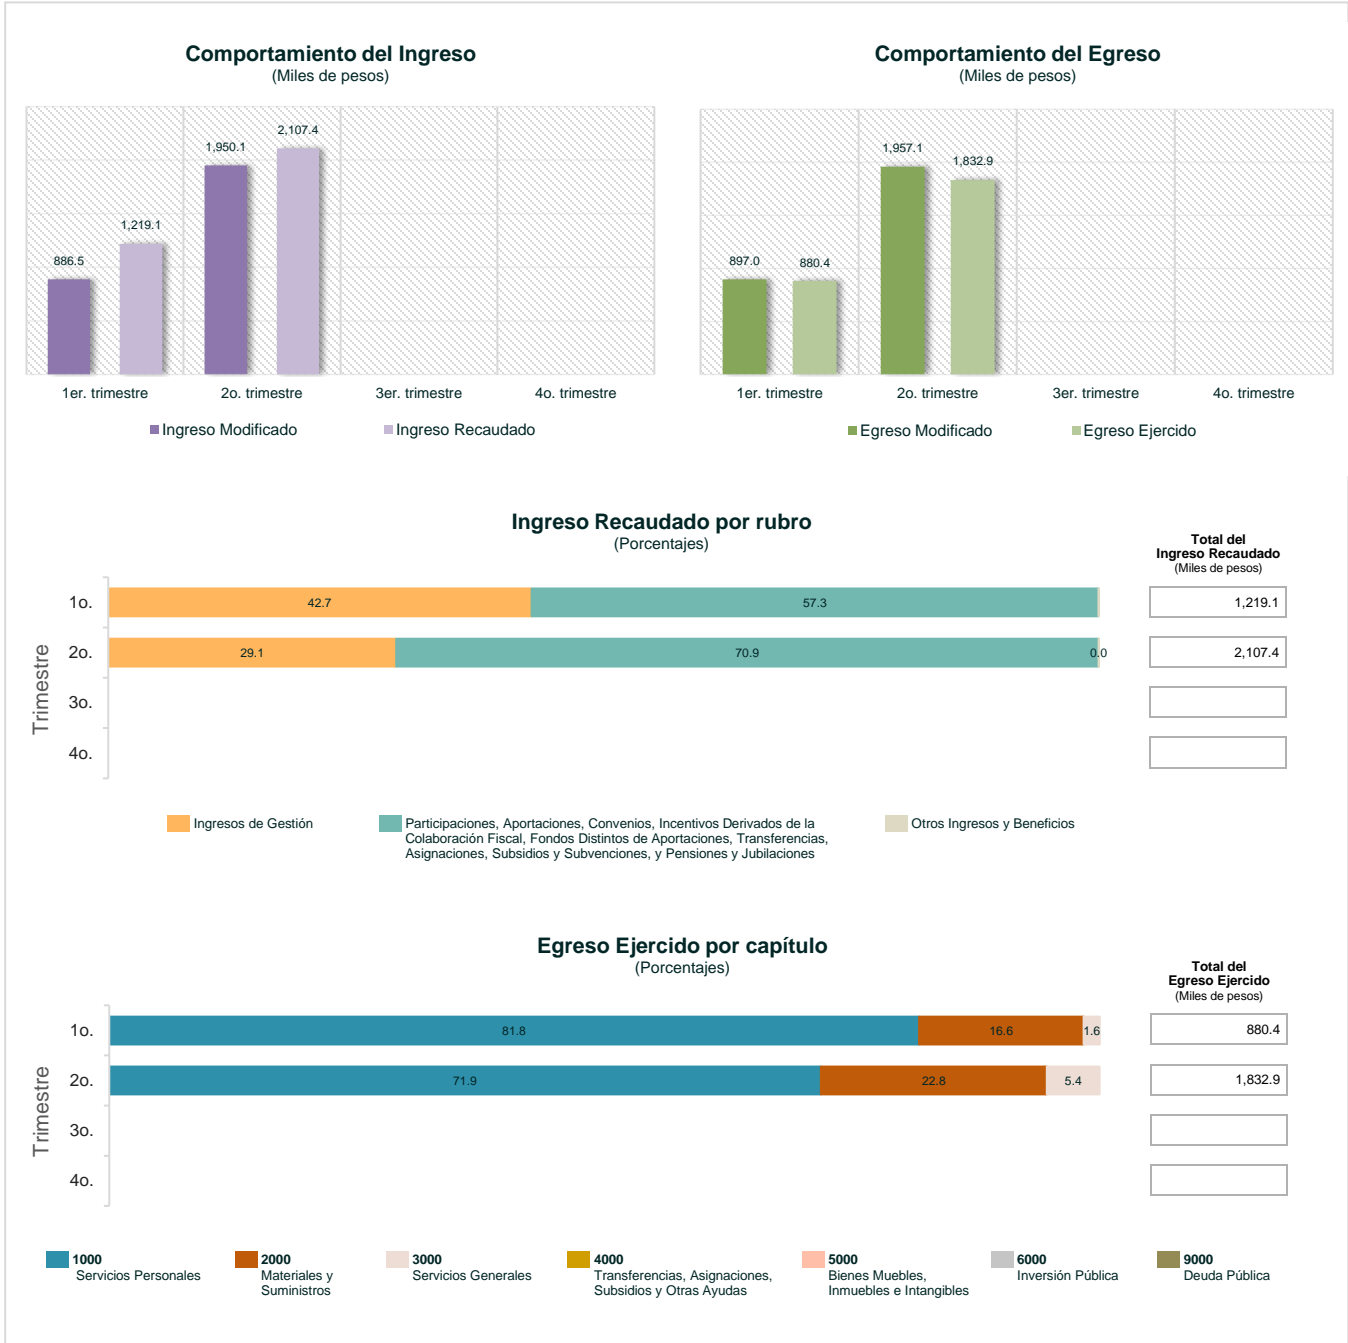 Comportamiento del Ingreso
(Miles de pesos)
2,107.4
1,950.1
1,219.1
886.5
1er. trimestre
2o. trimestre
3er. trimestre
4o. trimestre
Ingreso Modificado
Ingreso Recaudado
Comportamiento del Egreso
(Miles de pesos)
1,957.1
1,832.9
897.0
880.4
1er. trimestre
2o. trimestre
3er. trimestre
4o. trimestre
Egreso Modificado
Egreso Ejercido
Ingreso Recaudado por rubro
(Porcentajes)
Total del
Ingreso Recaudado
(Miles de pesos)
Trimestre
1o.
42.7
57.3
1,219.1
2o.
29.1
70.9
0.0
2,107.4
3o.
4o.
Ingresos de Gestión
Participaciones, Aportaciones, Convenios, Incentivos Derivados de la
Colaboración Fiscal, Fondos Distintos de Aportaciones, Transferencias,
Asignaciones, Subsidios y Subvenciones, y Pensiones y Jubilaciones
Otros Ingresos y Beneficios
Egreso Ejercido por capítulo
(Porcentajes)
Total del
Egreso Ejercido
(Miles de pesos)
Trimestre
1o.
81.8
16.6
1.6
880.4
2o.
71.9
22.8
5.4
1,832.9
3o.
4o.
1000
Servicios Personales
2000
Materiales y
Suministros
3000
Servicios Generales
4000
Transferencias, Asignaciones,
Subsidios y Otras Ayudas
5000
Bienes Muebles,
Inmuebles e Intangibles
6000
Inversión Pública
9000
Deuda Pública